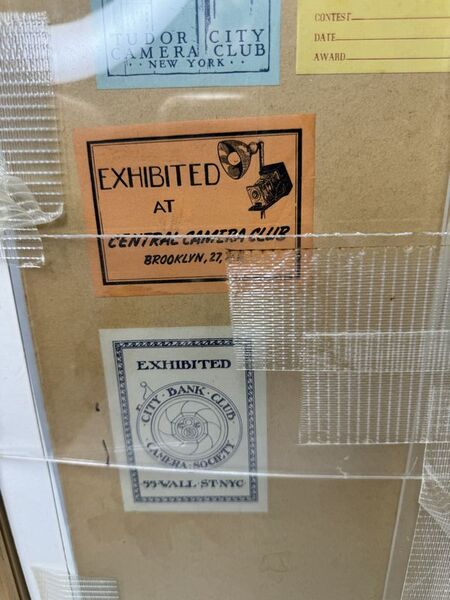 TUDOR CITY
CAMERA CLUB
NEW YORK
CONTEST
DATE
AWARD
EXHIBITED
AT
CENTRAL CAMERA CLUB
BROOKLYN, 27,
EXHIBITED
CITY · BANK · CLUB
CAMERA · SOCIETY
55 WALL · ST · NYC